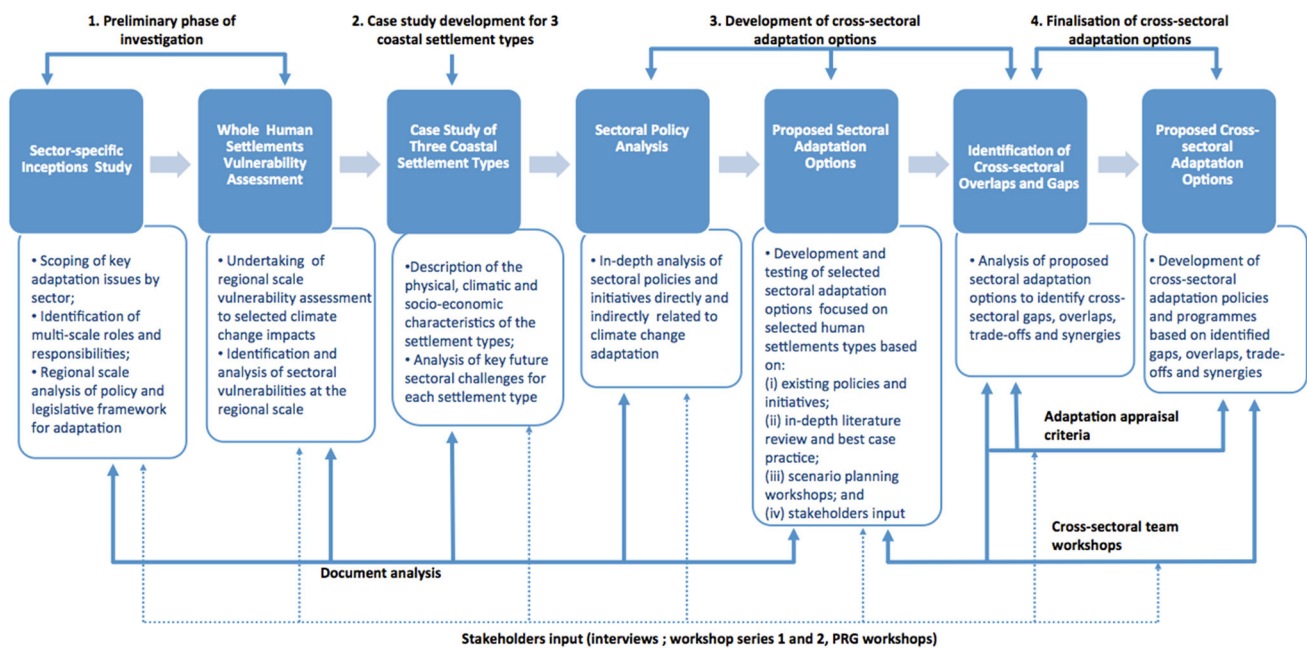 1. Preliminary phase of
investigation
2. Case study development for 3
coastal settlement types
3. Development of cross-sectoral
adaptation options
4. Finalisation of cross-sectoral
adaptation options
Sector-specific
Inceptions Study
Whole Human
Settlements
Vulnerability
Assessment
Case Study of
Three Coastal
Settlement Types
Sectoral Policy
Analysis
Proposed Sectoral
Adaptation
Options
Identification of
Cross-sectoral
Overlaps and Gaps
Proposed Cross-
sectoral
Adaptation
Options
• Scoping of key
adaptation issues by
sector;
• Identification of
multi-scale roles and
responsibilities;
• Regional scale
analysis of policy and
legislative framework
for adaptation
• Undertaking of
regional scale
vulnerability assessment
to selected climate
change impacts
• Identification and
analysis of sectoral
vulnerabilities at the
regional scale
•Description of the
physical, climatic and
socio-economic
characteristics of the
settlement types;
• Analysis of key future
sectoral challenges for
each settlement type
• In-depth analysis of
sectoral policies and
initiatives directly and
indirectly related to
climate change
adaptation
• Development and
testing of selected
sectoral adaptation
options focused on
selected human
settlements types based
on:
(i) existing policies and
initiatives;
(ii) in-depth literature
review and best case
practice;
(iii) scenario planning
workshops; and
(iv) stakeholders input
• Analysis of proposed
sectoral adaptation
options to identify cross-
sectoral gaps, overlaps,
trade-offs and synergies
• Development of
cross-sectoral
adaptation policies
and programmes
based on identified
gaps, overlaps, trade-
offs and synergies
Adaptation appraisal
criteria
Cross-sectoral team
workshops
Document analysis
Stakeholders input (interviews ; workshop series 1 and 2, PRG workshops)